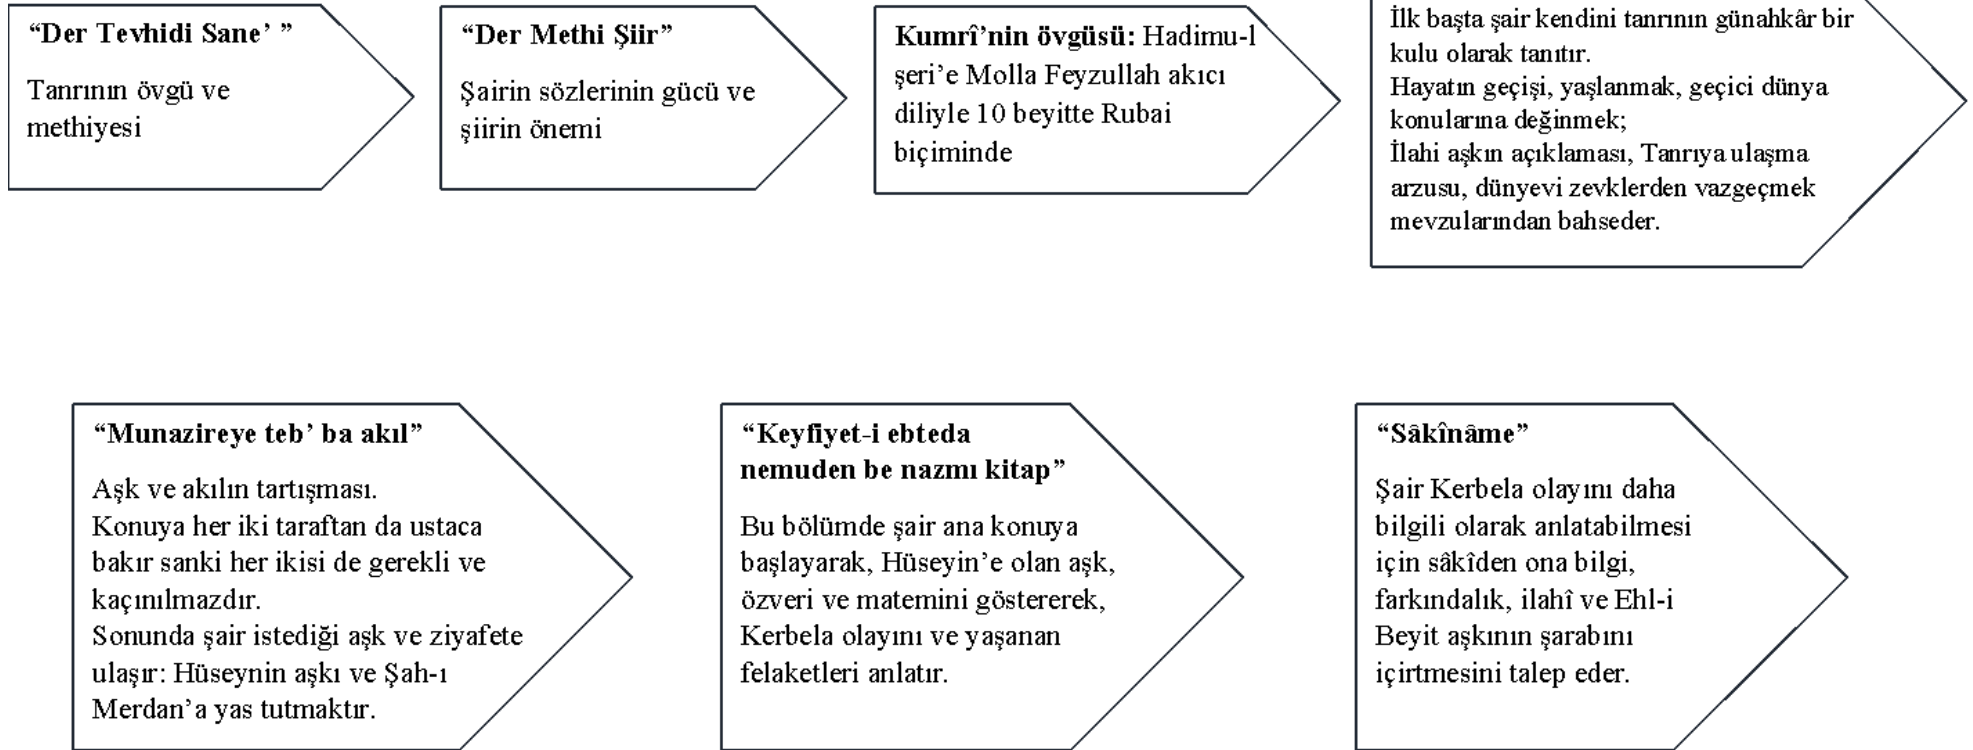 “Der Tevhidi Sane’ ”
Tanrının övgü ve
methiyesi
“Der Methi Şiir”
Şairin sözlerinin gücü ve
şiirin önemi
Kumrî’nin övgüsü: Hadimu-l
şeri’e Molla Feyzullah akıcı
diliyle 10 beyitte Rubai
biçiminde
İlk başta şair kendini tanrının günahkâr bir
kulu olarak tanıtır.
Hayatın geçişi, yaşlanmak, geçici dünya
konularına değinmek;
İlahi aşkın açıklaması, Tanrıya ulaşma
arzusu, dünyevi zevklerden vazgeçmek
mevzularından bahseder.
“Munazireye teb’ ba akıl”
Aşk ve akılın tartışması.
Konuya her iki taraftan da ustaca
bakır sanki her ikisi de gerekli ve
kaçınılmazdır.
Sonunda şair istediği aşk ve ziyafete
ulaşır: Hüseynin aşkı ve Şah-ı
Merdan’a yas tutmaktır.
“Keyfiyet-i ebteda
nemuden be nazmı kitap”
Bu bölümde şair ana konuya
başlayarak, Hüseyin’e olan aşk,
özveri ve matemini göstererek,
Kerbela olayını ve yaşanan
felaketleri anlatır.
“Sâkînâme”
Şair Kerbela olayını daha
bilgili olarak anlatabilmesi
için sâkîden ona bilgi,
farkındalık, ilahî ve Ehl-i
Beyit aşkının şarabını
içirtmesini talep eder.